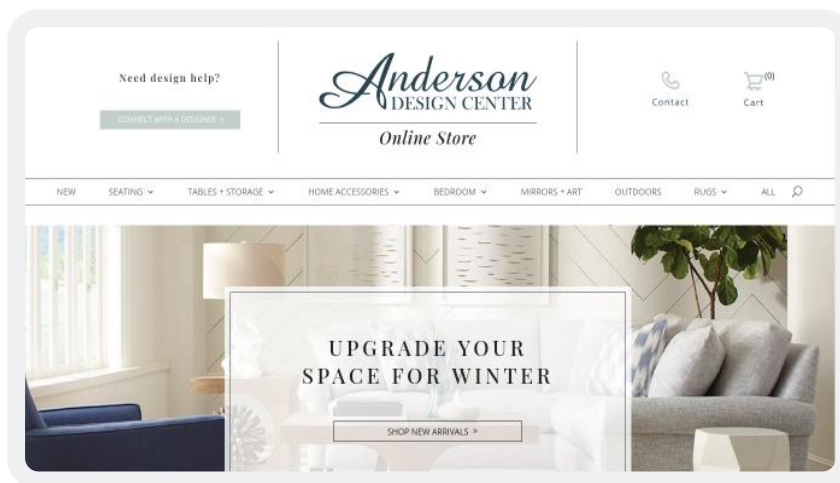 Need design help?
CONNECT WITH A DESIGNER »
Anderson
DESIGN CENTER
Online Store
(0)
Contact
Cart
NEW SEATING TABLES + STORAGE HOME ACCESSORIES BEDROOM MIRRORS + ART OUTDOORS RUGS ALL
UPGRADE YOUR
SPACE FOR WINTER
SHOP NEW ARRIVALS »